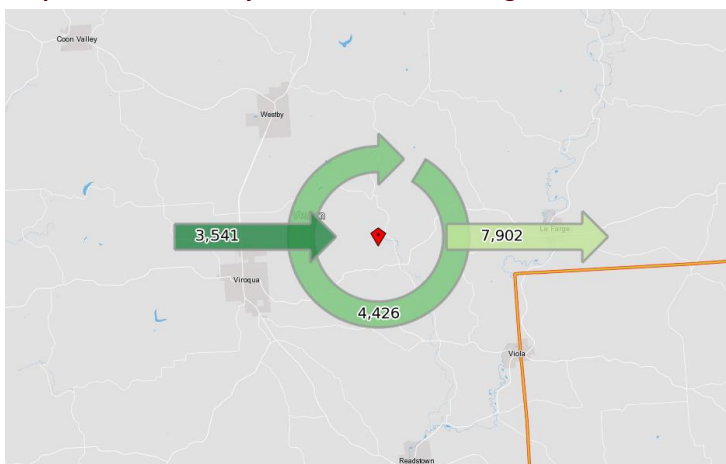 Coon Valley
Westby
3,541
7,902
La Farge
Viroqua
4,426
Viola
Readstown